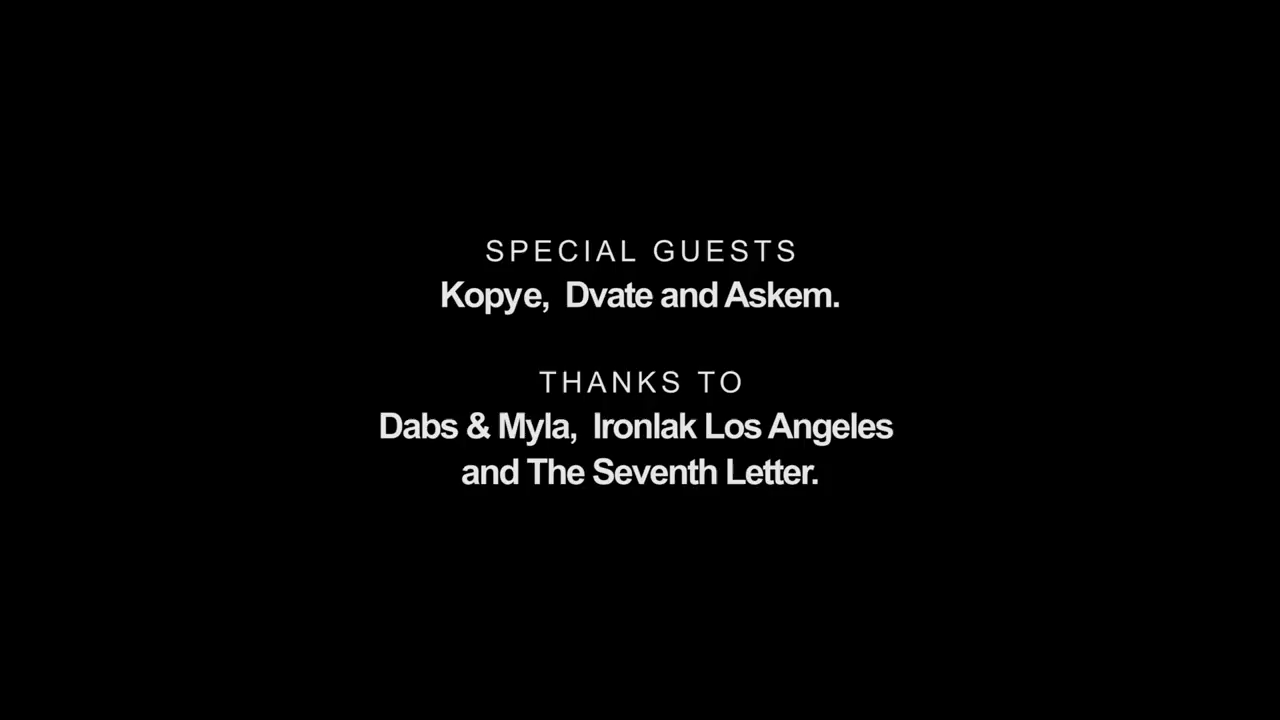 SPECIAL GUESTS
Kopye, Dvate and Askem.
THANKS TO
Dabs & Myla, Ironlak Los Angeles
and The Seventh Letter.